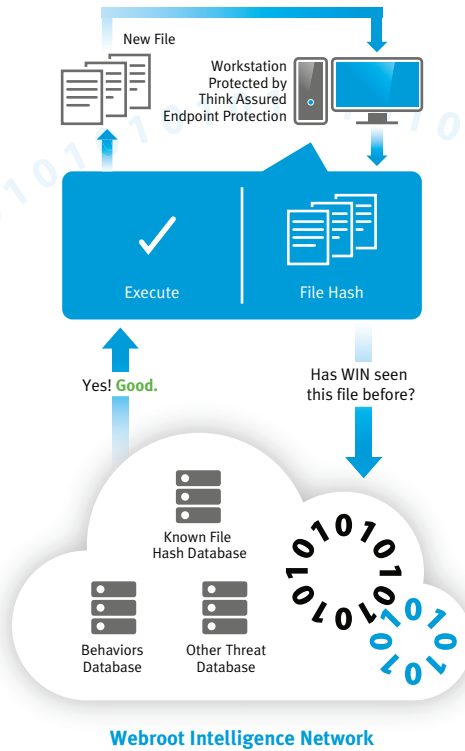 New File
Workstation
Protected by
Think Assured
Endpoint Protection
Execute
File Hash
Yes! Good.
Has WIN seen
this file before?
Known File
Hash Database
Behaviors
Database
Other Threat
Database
Webroot Intelligence Network